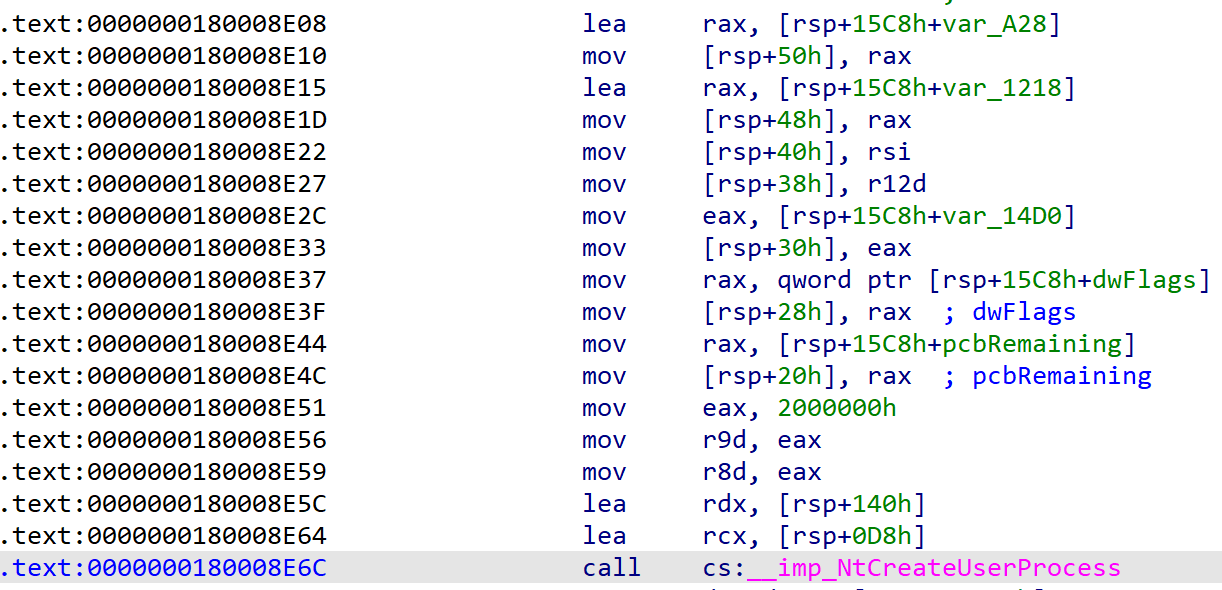 .text:0000000180008E08 lea rax, [rsp+15C8h+var_A28]
.text:0000000180008E10 mov [rsp+50h], rax
.text:0000000180008E15 lea rax, [rsp+15C8h+var_1218]
.text:0000000180008E1D mov [rsp+48h], rax
.text:0000000180008E22 mov [rsp+40h], rsi
.text:0000000180008E27 mov [rsp+38h], r12d
.text:0000000180008E2C mov eax, [rsp+15C8h+var_14D0]
.text:0000000180008E33 mov [rsp+30h], eax
.text:0000000180008E37 mov rax, qword ptr [rsp+15C8h+dwFlags]
.text:0000000180008E3F mov [rsp+28h], rax ; dwFlags
.text:0000000180008E44 mov rax, [rsp+15C8h+pcbRemaining]
.text:0000000180008E4C mov [rsp+20h], rax ; pcbRemaining
.text:0000000180008E51 mov eax, 2000000h
.text:0000000180008E56 mov r9d, eax
.text:0000000180008E59 mov r8d, eax
.text:0000000180008E5C lea rdx, [rsp+140h]
.text:0000000180008E64 lea rcx, [rsp+0D8h]
.text:0000000180008E6C call cs:__imp_NtCreateUserProcess